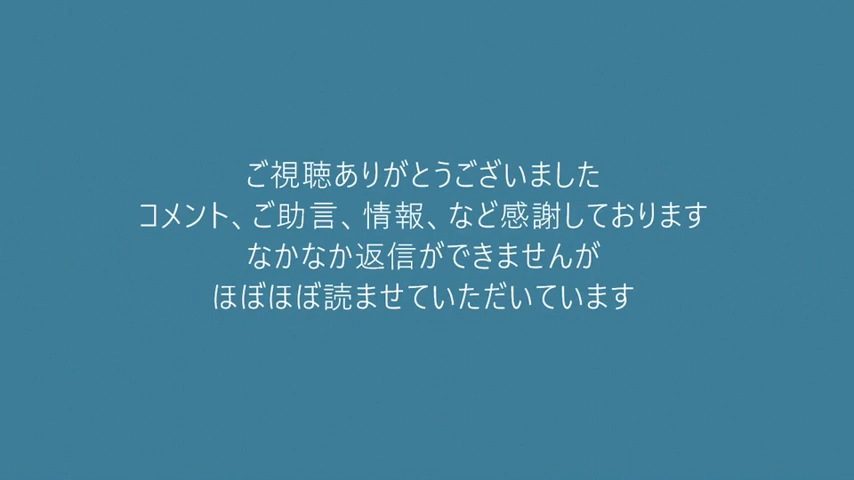 ご視聴ありがとうございました
コメント、ご助言、情報、など感謝しております
なかなか返信ができませんが
ほぼほぼ読ませていただいています